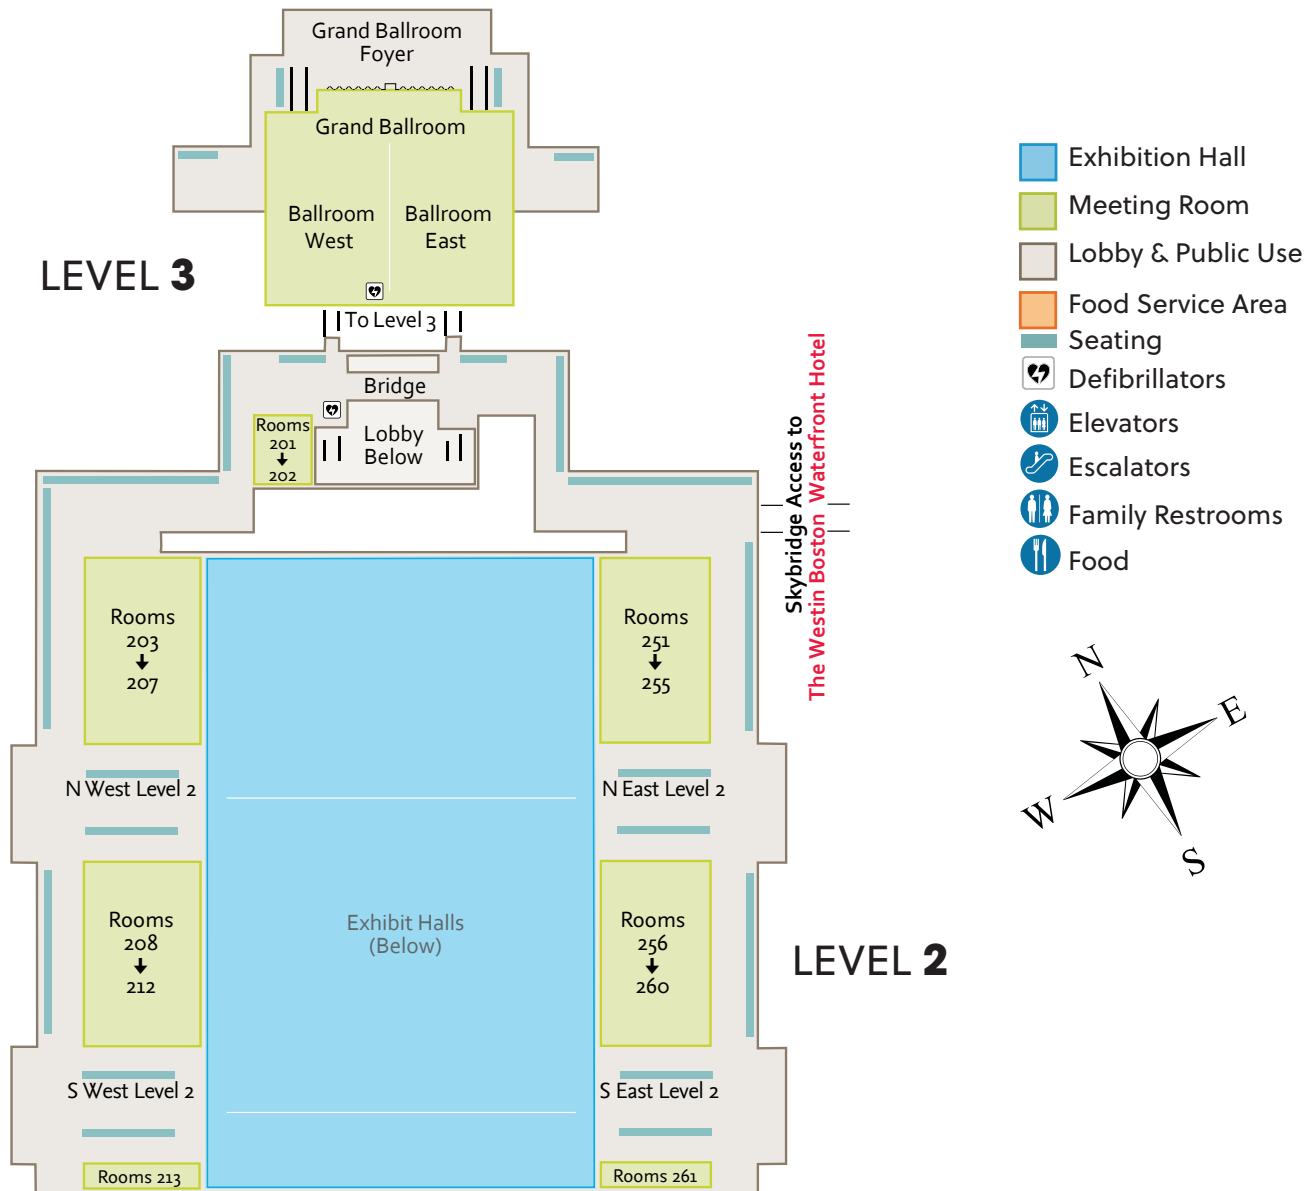 Grand Ballroom
Foyer
Grand Ballroom
Ballroom
West
Ballroom
East
LEVEL 3
To Level 3
Bridge
Rooms
201
202
Lobby
Below
Skybridge Access to
The Westin Boston Waterfront Hotel
Rooms
203
207
Rooms
251
255
N West Level 2
N East Level 2
Rooms
208
212
Exhibit Halls
(Below)
Rooms
256
260
LEVEL 2
S West Level 2
S East Level 2
Rooms 213
Rooms 261
Exhibition Hall
Meeting Room
Lobby & Public Use
Food Service Area
Seating
Defibrillators
Elevators
Escalators
Family Restrooms
Food
N
E
W
S